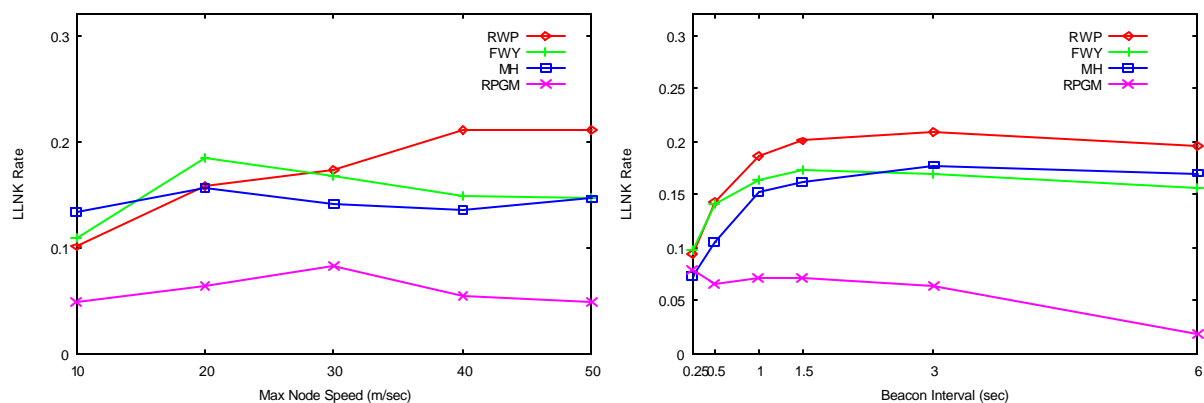 0.3
0.2
0.1
0
LLNK Rate
RWP
FWY
MH
RPGM
10 20 30 40 50
Max Node Speed (m/sec)
0.3
0.25
0.2
0.15
0.1
0.05
0
LLNK Rate
RWP
FWY
MH
RPGM
0.25 0.5 1 1.5 3 6
Beacon Interval (sec)